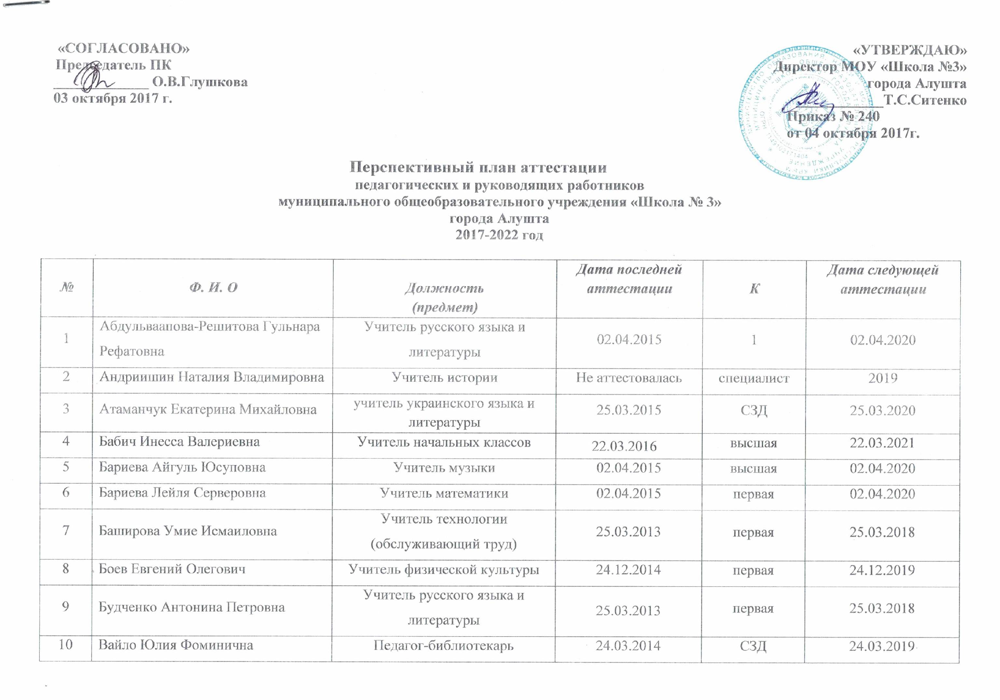 «СОГЛАСОВАНО»
Председатель ПК
О.В.Глушкова
03 октября 2017 г.
«УТВЕРЖДАЮ»
Директор МОУ «Школа №3»
города Алушта
Т.С.Ситенко
Приказ № 240
от 04 октября 2017г.
Перспективный план аттестации
педагогических и руководящих работников
муниципального общеобразовательного учреждения «Школа № 3»
города Алушта
2017-2022 год
№ Ф. И. О Должность (предмет) Дата последней аттестации К Дата следующей аттестации
1 Абдульваапова-Решитова Гульнара Рефатовна Учитель русского языка и литературы 02.04.2015 1 02.04.2020
2 Андриишин Наталия Владимировна Учитель истории Не аттестовалась специалист 2019
3 Атаманчук Екатерина Михайловна учитель украинского языка и литературы 25.03.2015 СЗД 25.03.2020
4 Бабич Инесса Валериевна Учитель начальных классов 22.03.2016 высшая 22.03.2021
5 Бариева Айгуль Юсуповна Учитель музыки 02.04.2015 высшая 02.04.2020
6 Бариева Лейля Серверовна Учитель математики 02.04.2015 первая 02.04.2020
7 Баширова Умие Исмаиловна Учитель технологии (обслуживающий труд) 25.03.2013 первая 25.03.2018
8 Боев Евгений Олегович Учитель физической культуры 24.12.2014 первая 24.12.2019
9 Будченко Антонина Петровна Учитель русского языка и литературы 25.03.2013 первая 25.03.2018
10 Вайло Юлия Фоминична Педагог-библиотекарь 24.03.2014 СЗД 24.03.2019